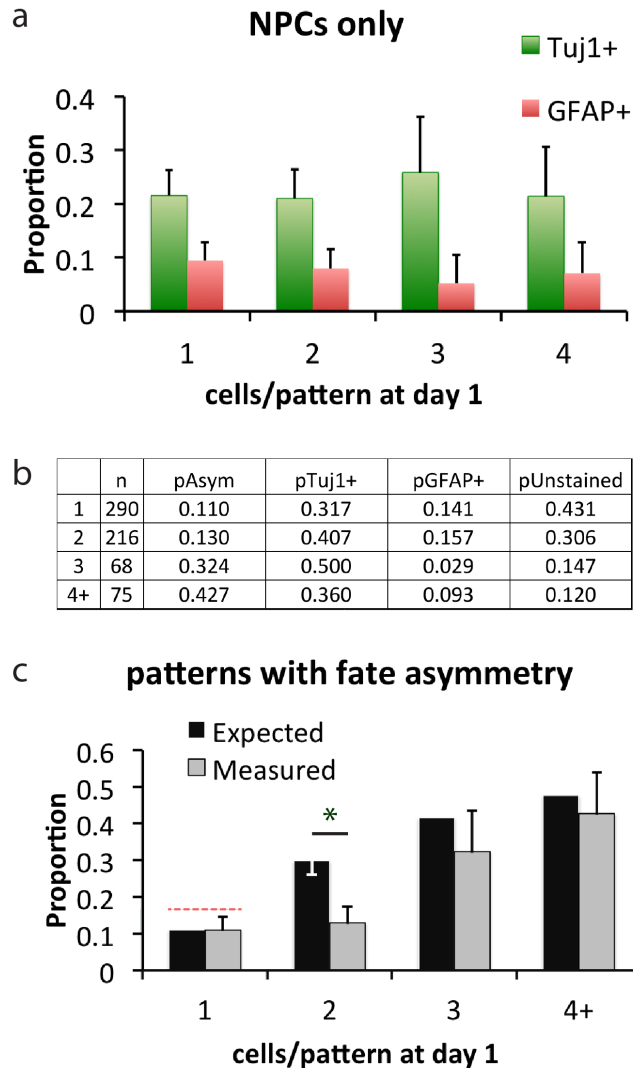 a
NPCs only
Tuj1+
GFAP+
Proportion
0.4
0.3
0.2
0.1
0
1 2 3 4
cells/pattern at day 1
b
n pAsym pTuj1+ pGFAP+ pUnstained
1 290 0.110 0.317 0.141 0.431
2 216 0.130 0.407 0.157 0.306
3 68 0.324 0.500 0.029 0.147
4+ 75 0.427 0.360 0.093 0.120
c
patterns with fate asymmetry
Expected
Measured
Proportion
0.6
0.5
0.4
0.3
0.2
0.1
0
*
1 2 3 4+
cells/pattern at day 1